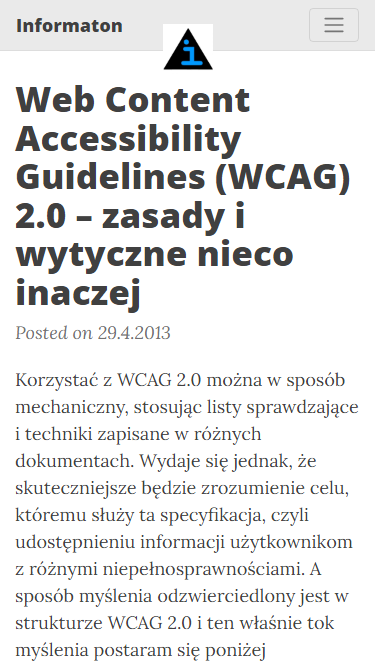 Informaton
i
Web Content
Accessibility
Guidelines (WCAG)
2.0 – zasady i
wytyczne nieco
inaczej
Posted on 29.4.2013
Korzystać z WCAG 2.0 można w sposób
mechaniczny, stosując listy sprawdzające
i techniki zapisane w różnych
dokumentach. Wydaje się jednak, że
skuteczniejsze będzie zrozumienie celu,
któremu służy ta specyfikacja, czyli
udostępnieniu informacji użytkownikom
z różnymi niepełnosprawnościami. A
sposób myślenia odzwierciedlony jest w
strukturze WCAG 2.0 i ten właśnie tok
myślenia postaram się poniżej